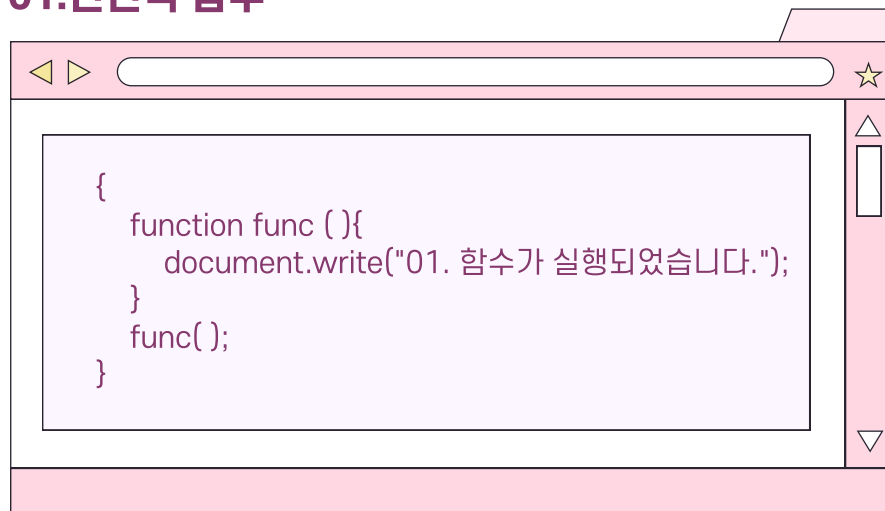 {
function func ( ){
document.write("01. 함수가 실행되었습니다.");
}
func( );
}